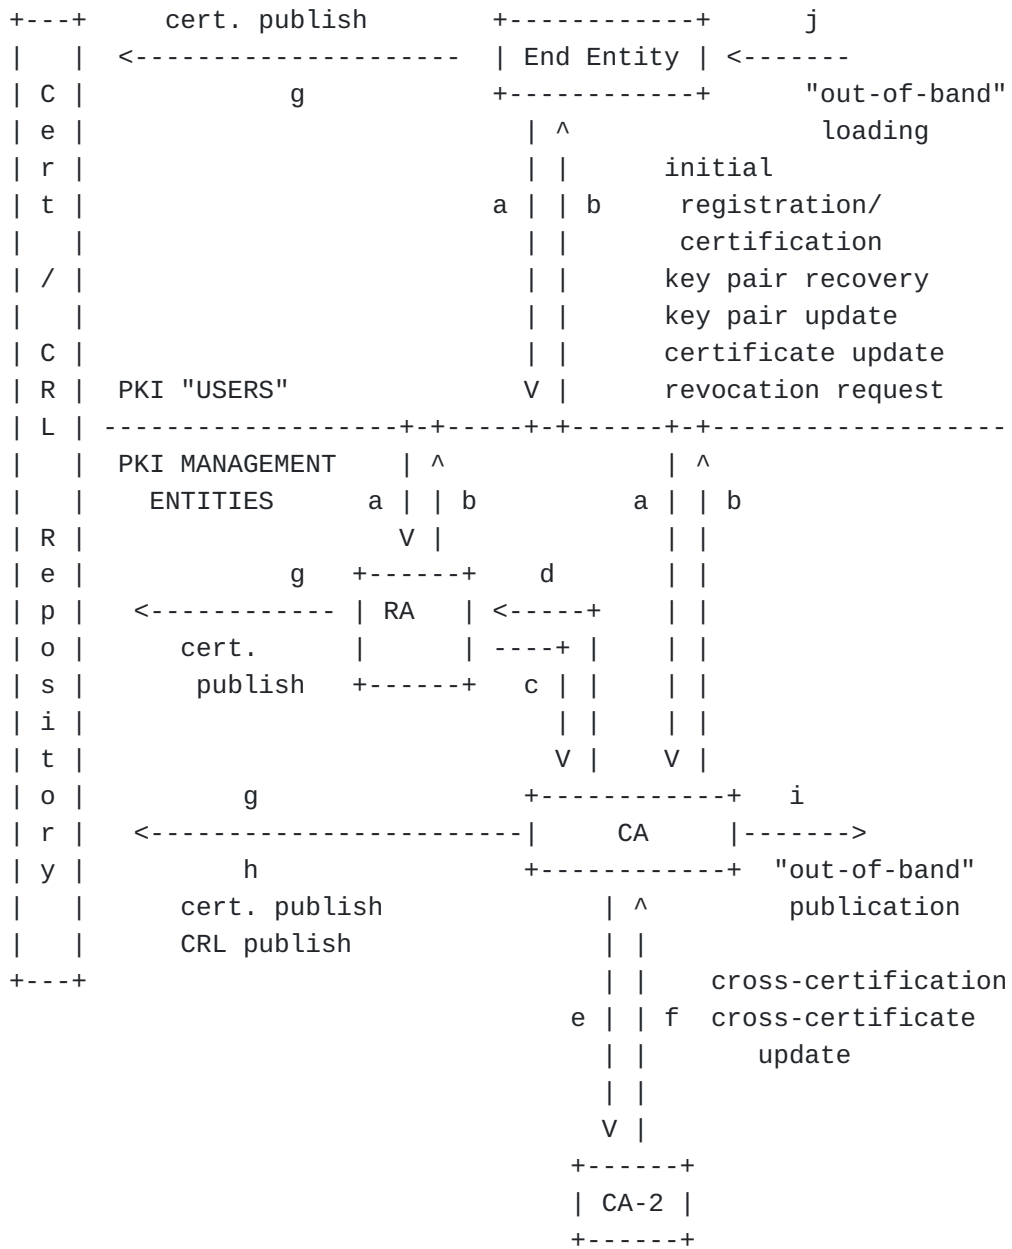 +---+     cert. publish        +------------+      j
|   |  <---------------------  | End Entity | <-------
| C |             g            +------------+      "out-of-band"
| e |                            | ^                loading
| r |                            | |      initial
| t |                          a | | b     registration/
|   |                            | |       certification
| / |                            | |      key pair recovery
|   |                            | |      key pair update
| C |                            | |      certificate update
| R |  PKI "USERS"               V |      revocation request
| L | -------------------+-+-----+-+------+-+-------------------
|   |  PKI MANAGEMENT    | ^              | ^
|   |    ENTITIES      a | | b          a | | b
| R |                    V |              | |
| e |             g   +------+    d       | |
| p |   <------------ | RA   | <-----+    | |
| o |      cert.      |      | ----+ |    | |
| s |       publish   +------+   c | |    | |
| i |                              | |    | |
| t |                              V |    V |
| o |          g                 +------------+   i
| r |   <------------------------|     CA     |------->
| y |          h                 +------------+  "out-of-band"
|   |      cert. publish              | ^         publication
|   |      CRL publish                | |
+---+                                 | |    cross-certification
                                    e | | f  cross-certificate
                                      | |       update
                                      | |
                                      V |
                                    +------+
                                    | CA-2 |
                                    +------+